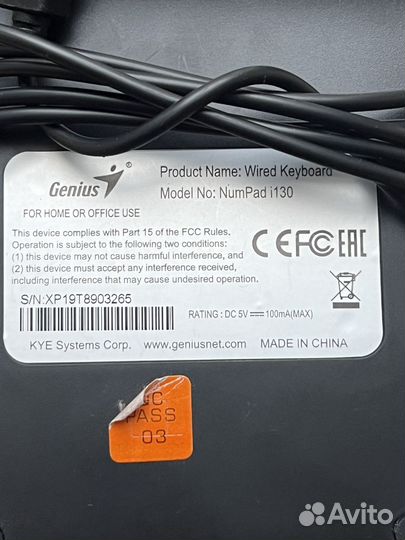 Genius
Product Name: Wired Keyboard
Model No: NumPad i130
FOR HOME OR OFFICE USE
This device complies with Part 15 of the FCC Rules.
Operation is subject to the following two conditions:
(1) this device may not cause harmful interference, and
(2) this device must accept any interference received,
including interference that may cause undesired operation.
CE FC EAC
S/N:XP19T8903265
RATING : DC 5V ⎓ 100mA(MAX)
KYE Systems Corp. www.geniusnet.com MADE IN CHINA
QC
PASS
03
Avito